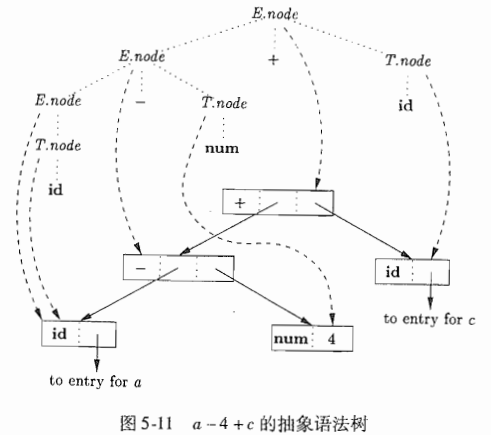 E.node
E.node + T.node
E.node − T.node id
T.node num
id
+
− id
to entry for c
id num 4
to entry for a
图 5-11 a − 4 + c 的抽象语法树